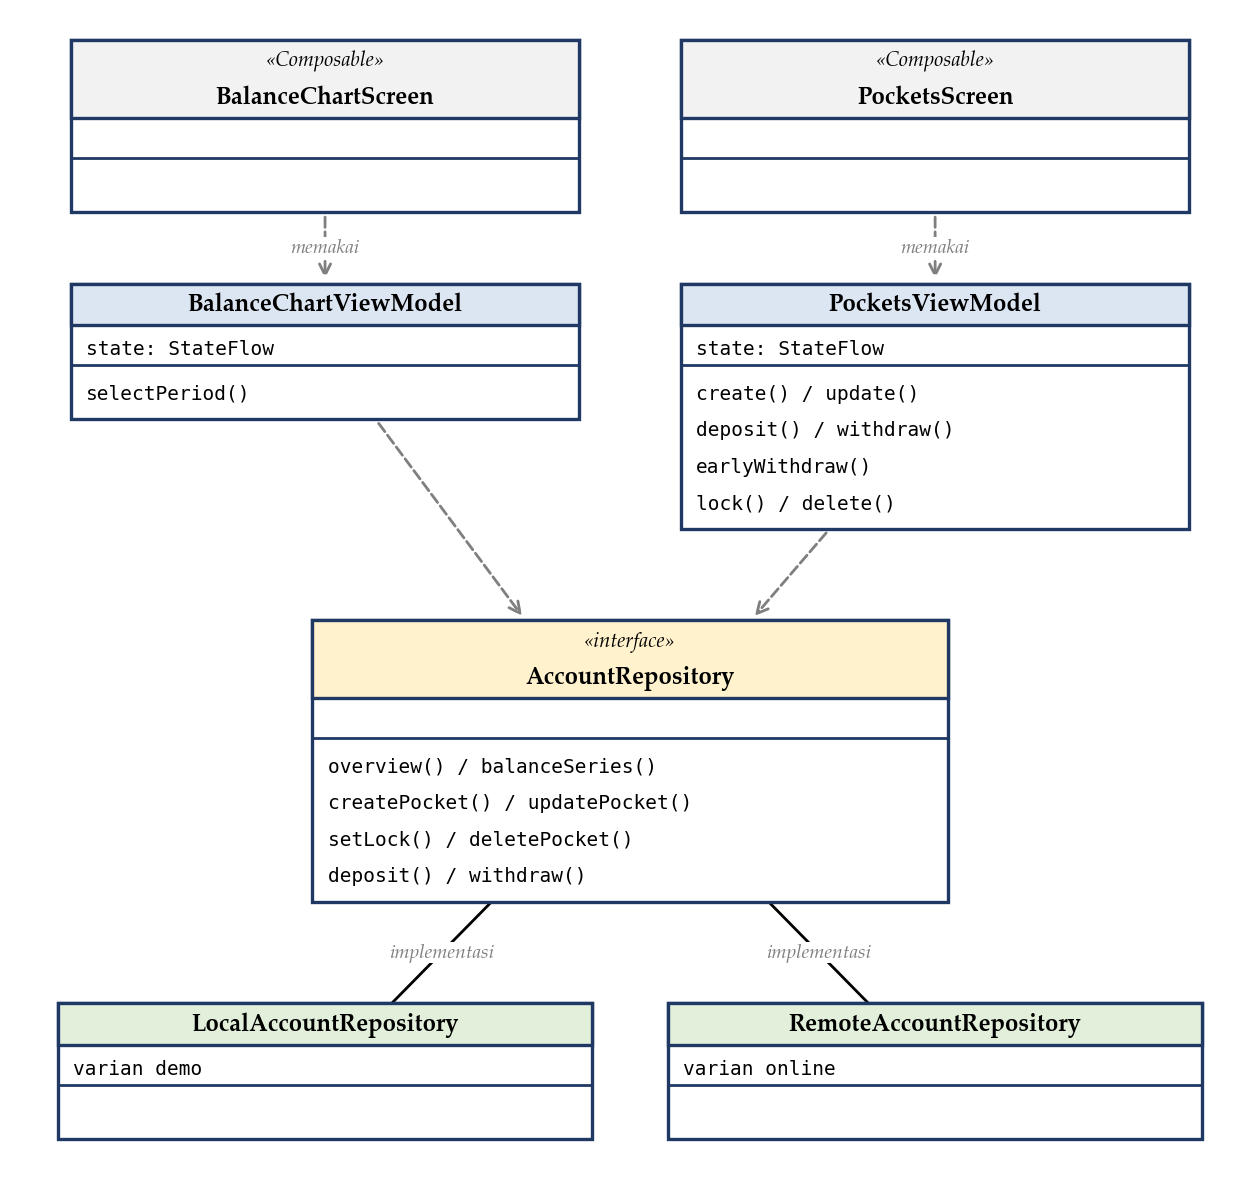 «Composable»
BalanceChartScreen
«Composable»
PocketsScreen
memakai
memakai
BalanceChartViewModel
state: StateFlow
selectPeriod()
PocketsViewModel
state: StateFlow
create() / update()
deposit() / withdraw()
earlyWithdraw()
lock() / delete()
«interface»
AccountRepository
overview() / balanceSeries()
createPocket() / updatePocket()
setLock() / deletePocket()
deposit() / withdraw()
implementasi
implementasi
LocalAccountRepository
varian demo
RemoteAccountRepository
varian online